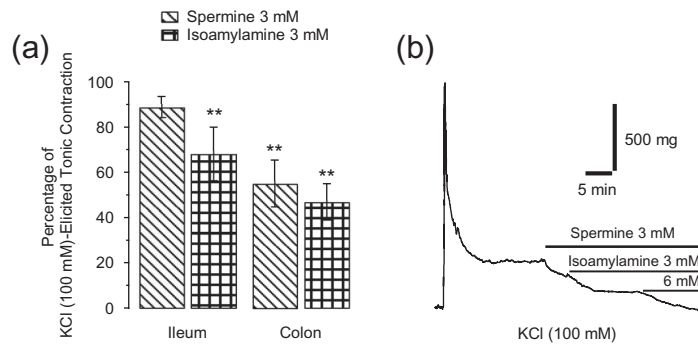 Spermine 3 mM
Isoamylamine 3 mM
(a)
(b)
Percentage of
KCl (100 mM)-Elicited Tonic Contraction
100
80
60
40
20
0
**
**
**
Ileum
Colon
500 mg
5 min
Spermine 3 mM
Isoamylamine 3 mM
6 mM
KCl (100 mM)